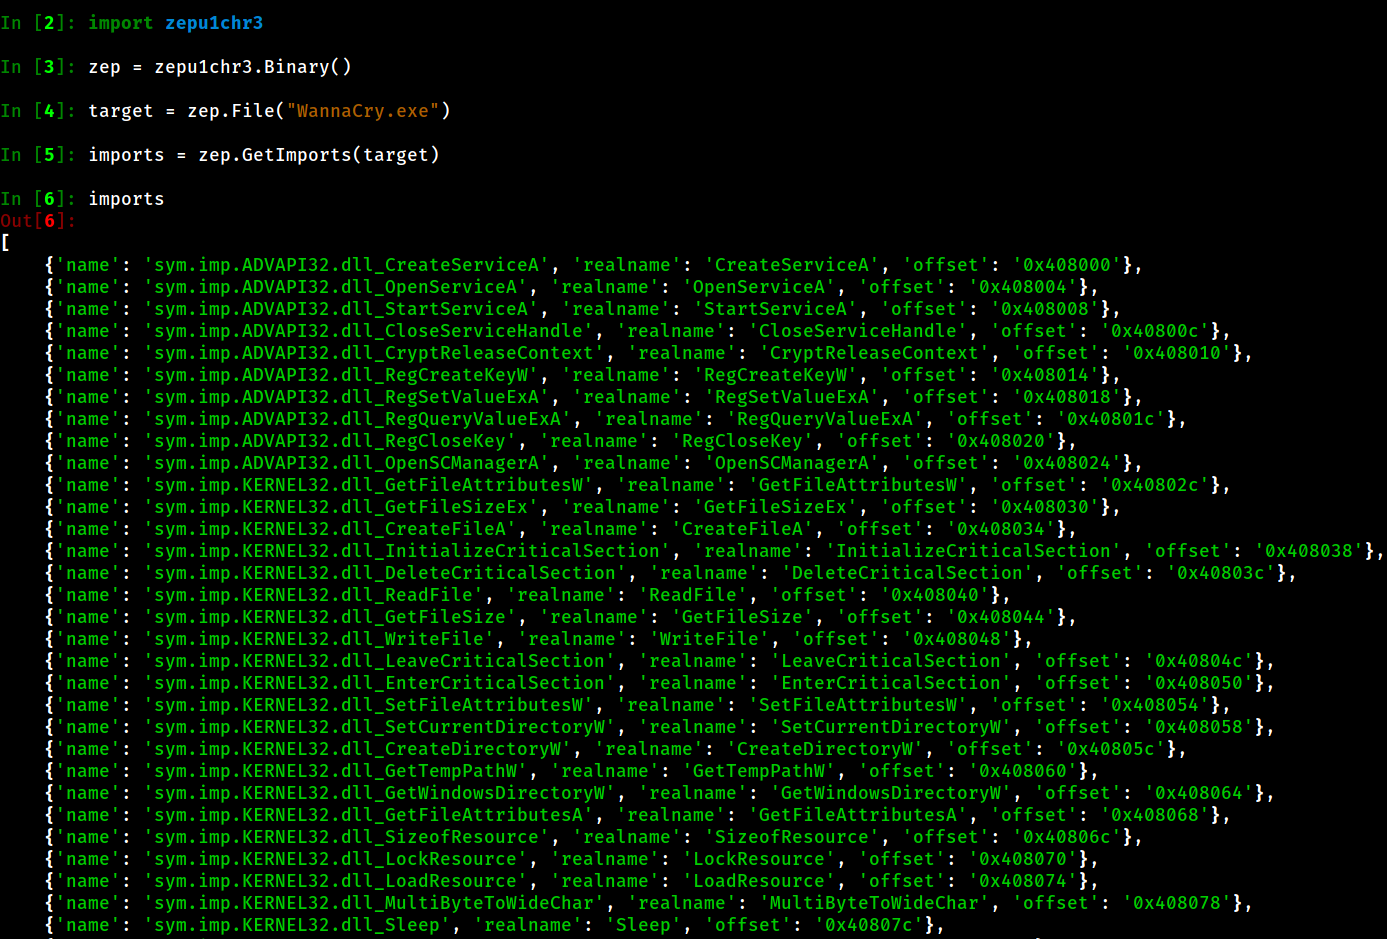 In [2]: import zepu1chr3
In [3]: zep = zepu1chr3.Binary()
In [4]: target = zep.File("WannaCry.exe")
In [5]: imports = zep.GetImports(target)
In [6]: imports
Out[6]:
[
{'name': 'sym.imp.ADVAPI32.dll_CreateServiceA', 'realname': 'CreateServiceA', 'offset': '0x408000'},
{'name': 'sym.imp.ADVAPI32.dll_OpenServiceA', 'realname': 'OpenServiceA', 'offset': '0x408004'},
{'name': 'sym.imp.ADVAPI32.dll_StartServiceA', 'realname': 'StartServiceA', 'offset': '0x408008'},
{'name': 'sym.imp.ADVAPI32.dll_CloseServiceHandle', 'realname': 'CloseServiceHandle', 'offset': '0x40800c'},
{'name': 'sym.imp.ADVAPI32.dll_CryptReleaseContext', 'realname': 'CryptReleaseContext', 'offset': '0x408010'},
{'name': 'sym.imp.ADVAPI32.dll_RegCreateKeyW', 'realname': 'RegCreateKeyW', 'offset': '0x408014'},
{'name': 'sym.imp.ADVAPI32.dll_RegSetValueExA', 'realname': 'RegSetValueExA', 'offset': '0x408018'},
{'name': 'sym.imp.ADVAPI32.dll_RegQueryValueExA', 'realname': 'RegQueryValueExA', 'offset': '0x40801c'},
{'name': 'sym.imp.ADVAPI32.dll_RegCloseKey', 'realname': 'RegCloseKey', 'offset': '0x408020'},
{'name': 'sym.imp.ADVAPI32.dll_OpenSCManagerA', 'realname': 'OpenSCManagerA', 'offset': '0x408024'},
{'name': 'sym.imp.KERNEL32.dll_GetFileAttributesW', 'realname': 'GetFileAttributesW', 'offset': '0x40802c'},
{'name': 'sym.imp.KERNEL32.dll_GetFileSizeEx', 'realname': 'GetFileSizeEx', 'offset': '0x408030'},
{'name': 'sym.imp.KERNEL32.dll_CreateFileA', 'realname': 'CreateFileA', 'offset': '0x408034'},
{'name': 'sym.imp.KERNEL32.dll_InitializeCriticalSection', 'realname': 'InitializeCriticalSection', 'offset': '0x408038'},
{'name': 'sym.imp.KERNEL32.dll_DeleteCriticalSection', 'realname': 'DeleteCriticalSection', 'offset': '0x40803c'},
{'name': 'sym.imp.KERNEL32.dll_ReadFile', 'realname': 'ReadFile', 'offset': '0x408040'},
{'name': 'sym.imp.KERNEL32.dll_GetFileSize', 'realname': 'GetFileSize', 'offset': '0x408044'},
{'name': 'sym.imp.KERNEL32.dll_WriteFile', 'realname': 'WriteFile', 'offset': '0x408048'},
{'name': 'sym.imp.KERNEL32.dll_LeaveCriticalSection', 'realname': 'LeaveCriticalSection', 'offset': '0x40804c'},
{'name': 'sym.imp.KERNEL32.dll_EnterCriticalSection', 'realname': 'EnterCriticalSection', 'offset': '0x408050'},
{'name': 'sym.imp.KERNEL32.dll_SetFileAttributesW', 'realname': 'SetFileAttributesW', 'offset': '0x408054'},
{'name': 'sym.imp.KERNEL32.dll_SetCurrentDirectoryW', 'realname': 'SetCurrentDirectoryW', 'offset': '0x408058'},
{'name': 'sym.imp.KERNEL32.dll_CreateDirectoryW', 'realname': 'CreateDirectoryW', 'offset': '0x40805c'},
{'name': 'sym.imp.KERNEL32.dll_GetTempPathW', 'realname': 'GetTempPathW', 'offset': '0x408060'},
{'name': 'sym.imp.KERNEL32.dll_GetWindowsDirectoryW', 'realname': 'GetWindowsDirectoryW', 'offset': '0x408064'},
{'name': 'sym.imp.KERNEL32.dll_GetFileAttributesA', 'realname': 'GetFileAttributesA', 'offset': '0x408068'},
{'name': 'sym.imp.KERNEL32.dll_SizeofResource', 'realname': 'SizeofResource', 'offset': '0x40806c'},
{'name': 'sym.imp.KERNEL32.dll_LockResource', 'realname': 'LockResource', 'offset': '0x408070'},
{'name': 'sym.imp.KERNEL32.dll_LoadResource', 'realname': 'LoadResource', 'offset': '0x408074'},
{'name': 'sym.imp.KERNEL32.dll_MultiByteToWideChar', 'realname': 'MultiByteToWideChar', 'offset': '0x408078'},
{'name': 'sym.imp.KERNEL32.dll_Sleep', 'realname': 'Sleep', 'offset': '0x40807c'},